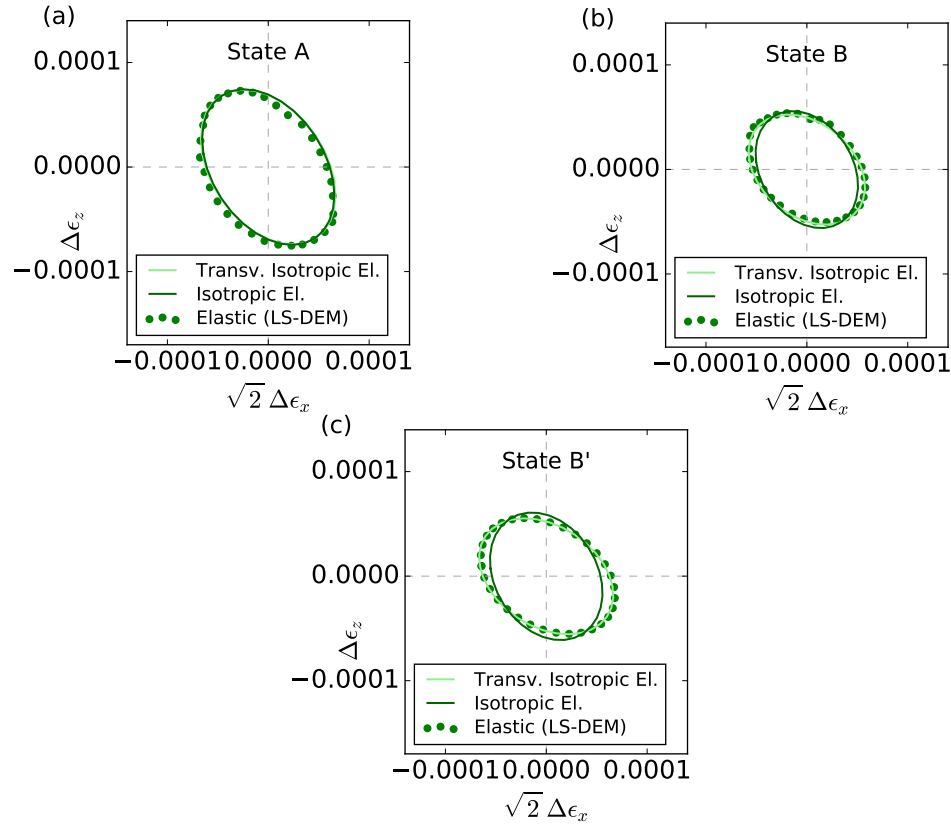 (a)
State A
0.0001
0.0000
−0.0001
Δϵ_z
Transv. Isotropic El.
Isotropic El.
Elastic (LS-DEM)
−0.0001 0.0000 0.0001
√2 Δϵ_x
(b)
State B
0.0001
0.0000
−0.0001
Δϵ_z
Transv. Isotropic El.
Isotropic El.
Elastic (LS-DEM)
−0.0001 0.0000 0.0001
√2 Δϵ_x
(c)
State B'
0.0001
0.0000
−0.0001
Δϵ_z
Transv. Isotropic El.
Isotropic El.
Elastic (LS-DEM)
−0.0001 0.0000 0.0001
√2 Δϵ_x